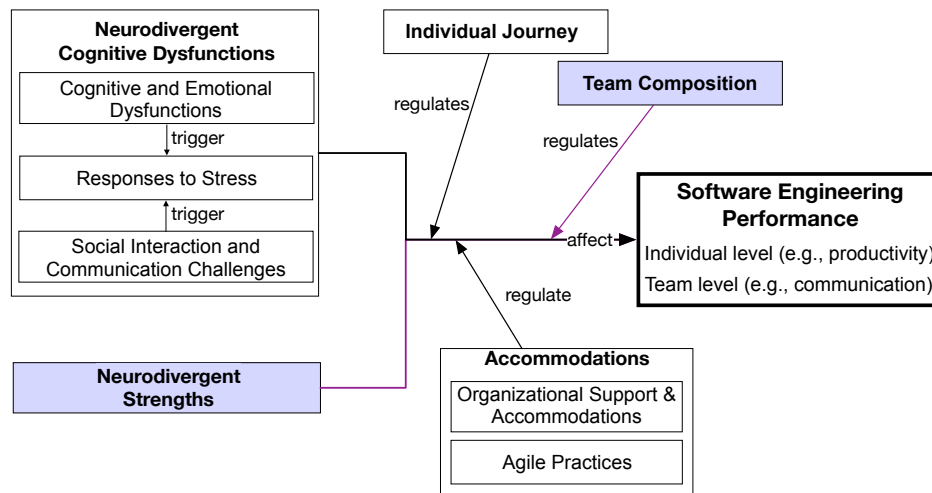 Neurodivergent
Cognitive Dysfunctions
Cognitive and Emotional
Dysfunctions
trigger
Responses to Stress
trigger
Social Interaction and
Communication Challenges
Neurodivergent
Strengths
Individual Journey
regulates
Team Composition
regulates
affect
Software Engineering
Performance
Individual level (e.g., productivity)
Team level (e.g., communication)
regulate
Accommodations
Organizational Support &
Accommodations
Agile Practices